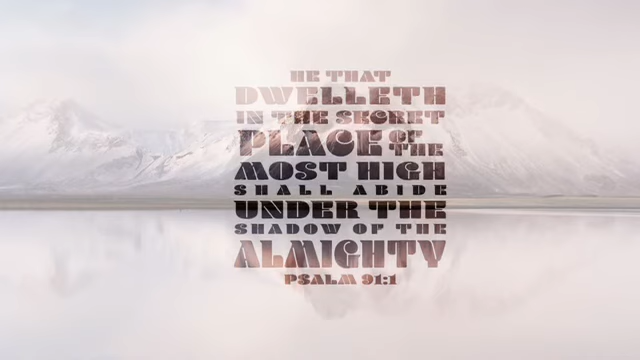 HE THAT
DWELLETH
IN THE SECRET
PLACE OF THE
MOST HIGH
SHALL ABIDE
UNDER THE
SHADOW OF THE
ALMIGHTY
PSALM 91:1